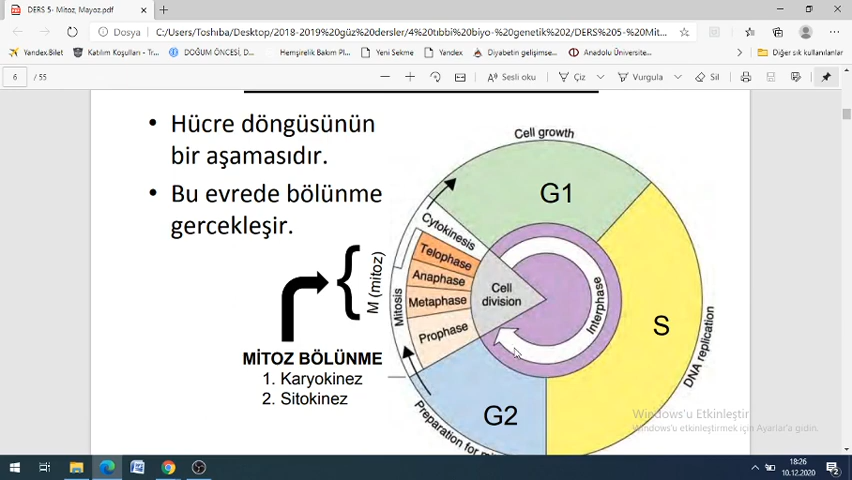 DERS 5- Mitoz, Mayoz.pdf
Dosya
C:/Users/Toshıba/Desktop/2018-2019%20güz%20dersler/4%20tıbbi%20biyo-%20genetik%202/DERS%205-%20Mit...
Yandex.Bilet
Katılım Koşulları -T...
DOĞUM ÖNCESİ, D...
Hemşirelik Bakım Pl...
Yeni Sekme
Yandex
Diyabetin gelişimse...
Anadolu Üniversite...
Diğer sık kullanılanlar
6 / 55
Sesli oku
Çiz
Vurgula
Sil
• Hücre döngüsünün
bir aşamasıdır.
• Bu evrede bölünme
gercekleşir.
Cell growth
G1
S
DNA replication
G2
Interphase
Cell
division
Cytokinesis
Telophase
Anaphase
Metaphase
Prophase
Mitosis
M (mitoz)
MİTOZ BÖLÜNME
1. Karyokinez
2. Sitokinez
Preparation for
Windows'u Etkinleştir
Windows'u etkinleştirmek için Ayarlar'a gidin.
18:26
10.12.2020
2